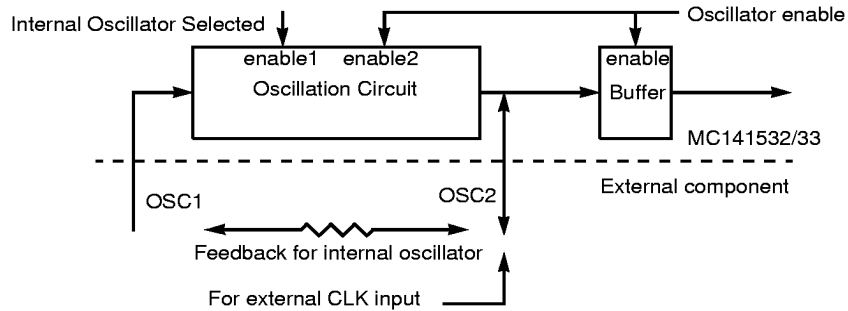 Internal Oscillator Selected
Oscillator enable
enable1
enable2
enable
Oscillation Circuit
Buffer
MC141532/33
OSC1
OSC2
External component
Feedback for internal oscillator
For external CLK input